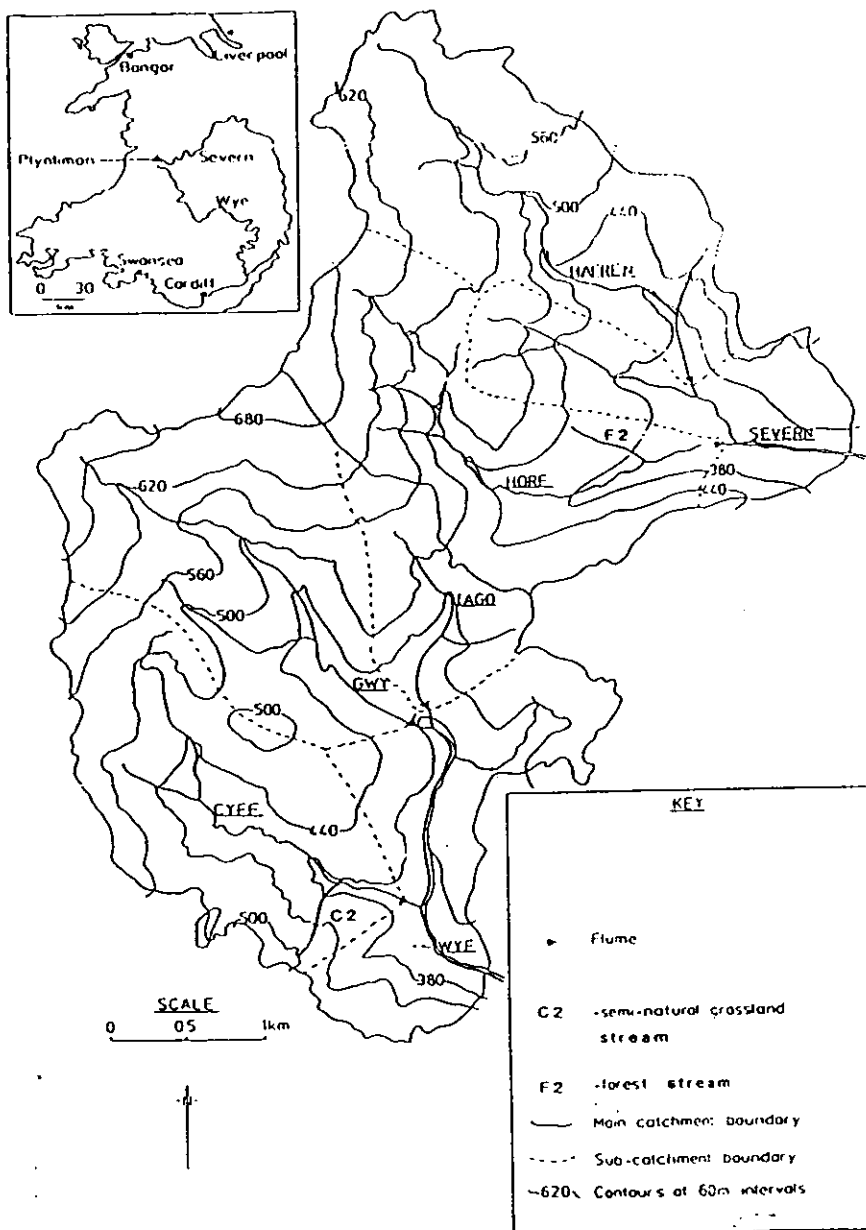 Liverpool
Bangor
Plynlimon
Severn
Wye
Swansea
Cardiff
0 30
km
620
560
500
440
HAFREN
680
F2
SEVERN
380
HORE
440
620
560
IAGO
500
GWY
500
CYFF
440
C2
500
WYE
380
SCALE
0 0.5 1km
N
KEY
Flume
C2 -semi-natural grassland
stream
F2 -forest stream
Main catchment boundary
Sub-catchment boundary
620 Contours at 60m intervals